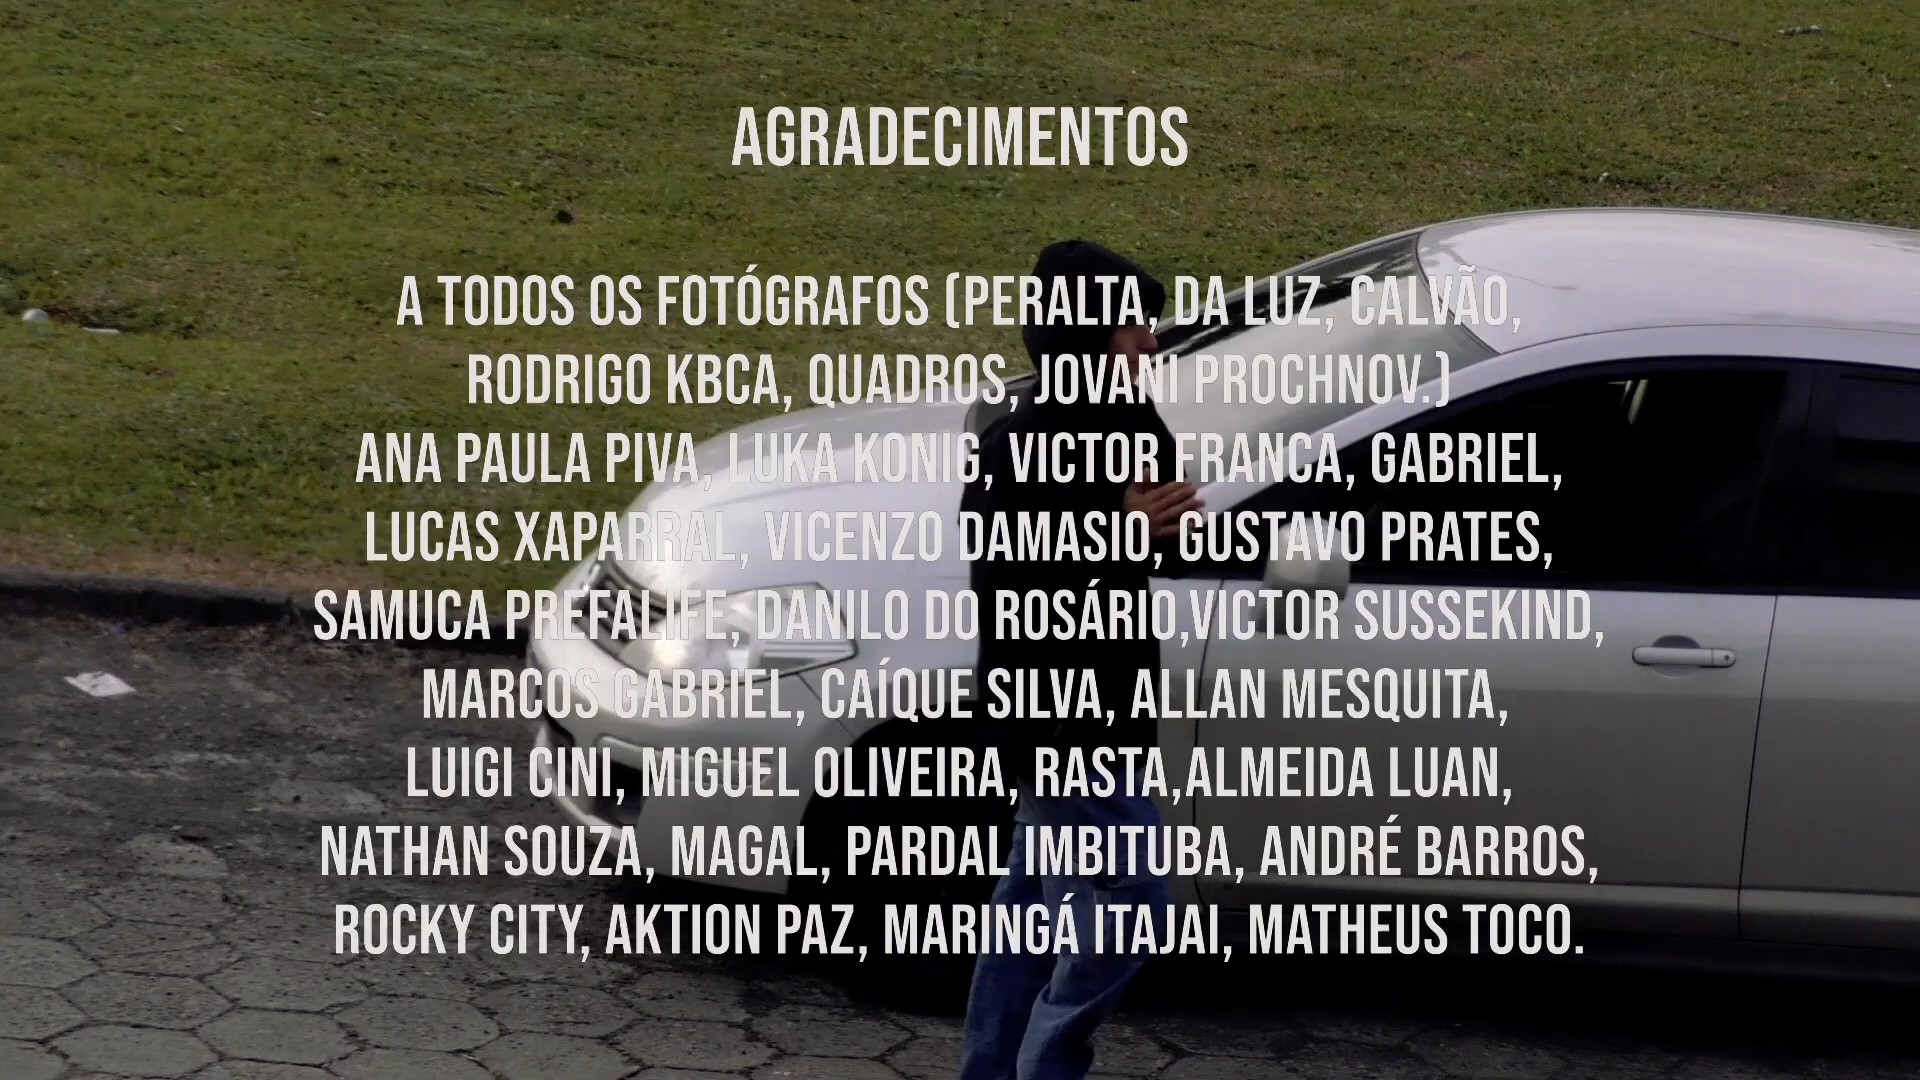 AGRADECIMENTOS
A TODOS OS FOTÓGRAFOS (PERALTA, DA LUZ, CALVÃO,
RODRIGO KBCA, QUADROS, JOVANI PROCHNOV.)
ANA PAULA PIVA, LUKA KONIG, VICTOR FRANCA, GABRIEL,
LUCAS XAPARRAL, VICENZO DAMASIO, GUSTAVO PRATES,
SAMUCA PREFALIFE, DANILO DO ROSÁRIO,VICTOR SUSSEKIND,
MARCOS GABRIEL, CAÍQUE SILVA, ALLAN MESQUITA,
LUIGI CINI, MIGUEL OLIVEIRA, RASTA,ALMEIDA LUAN,
NATHAN SOUZA, MAGAL, PARDAL IMBITUBA, ANDRÉ BARROS,
ROCKY CITY, AKTION PAZ, MARINGÁ ITAJAI, MATHEUS TOCO.